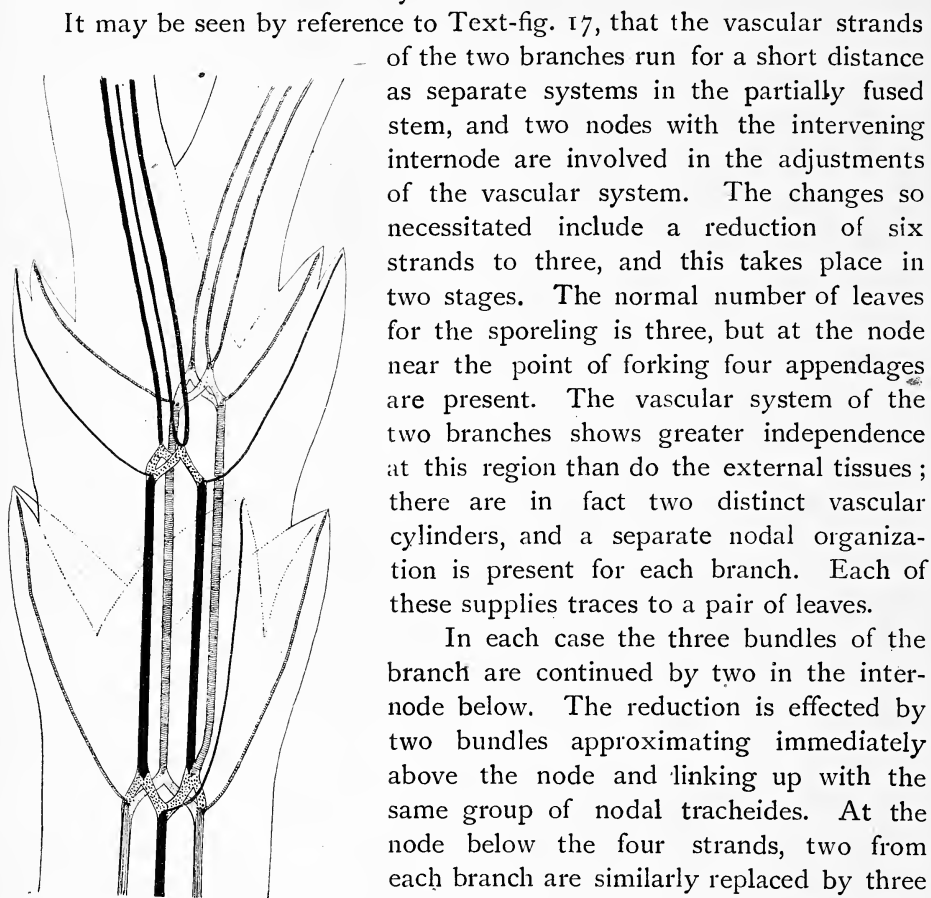 It may be seen by reference to Text-fig. 17, that the vascular strands
of the two branches run for a short distance
as separate systems in the partially fused
stem, and two nodes with the intervening
internode are involved in the adjustments
of the vascular system. The changes so
necessitated include a reduction of six
strands to three, and this takes place in
two stages. The normal number of leaves
for the sporeling is three, but at the node
near the point of forking four appendages
are present. The vascular system of the
two branches shows greater independence
at this region than do the external tissues ;
there are in fact two distinct vascular
cylinders, and a separate nodal organiza-
tion is present for each branch. Each of
these supplies traces to a pair of leaves.
In each case the three bundles of the
branch are continued by two in the inter-
node below. The reduction is effected by
two bundles approximating immediately
above the node and linking up with the
same group of nodal tracheides. At the
node below the four strands, two from
each branch are similarly replaced by three